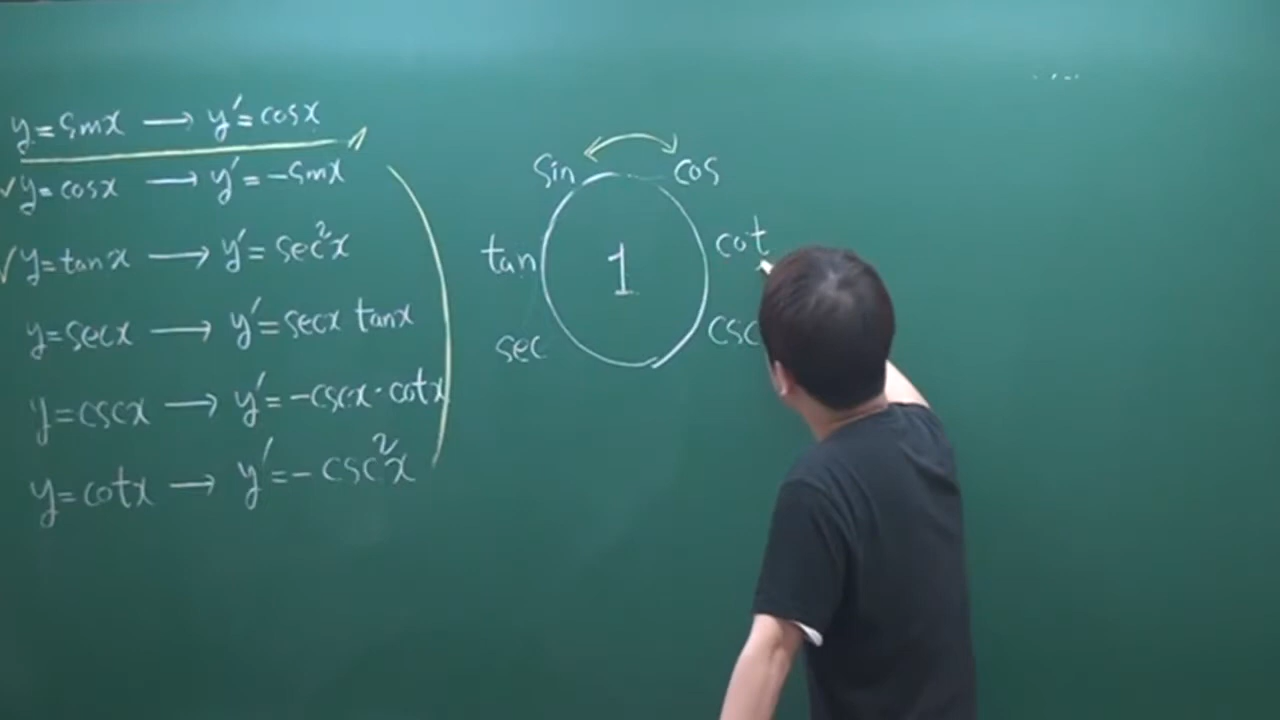 y=sinx → y'=cosx
y=cosx → y'=-sinx
y=tanx → y'=sec²x
y=secx → y'=secx tanx
y=cscx → y'=-cscx·cotx
y=cotx → y'=-csc²x
sin cos
tan 1 cot
sec csc